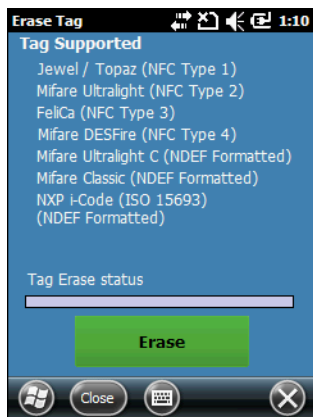 Erase Tag 1:10
Tag Supported
Jewel / Topaz (NFC Type 1)
Mifare Ultralight (NFC Type 2)
FeliCa (NFC Type 3)
Mifare DESFire (NFC Type 4)
Mifare Ultralight C (NDEF Formatted)
Mifare Classic (NDEF Formatted)
NXP i-Code (ISO 15693)
(NDEF Formatted)
Tag Erase status
Erase
Close